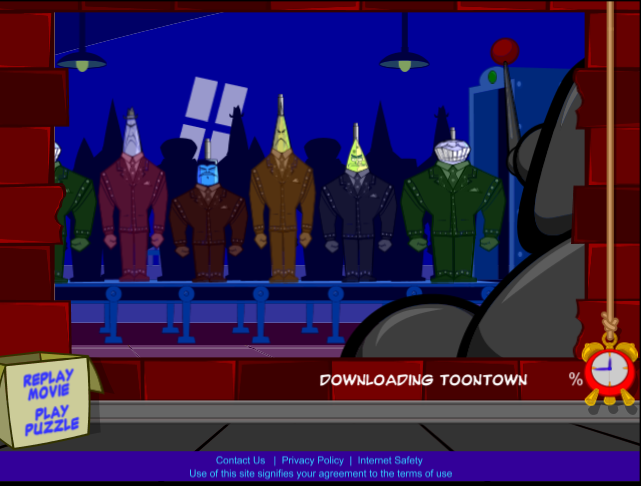 DOWNLOADING TOONTOWN %
REPLAY
MOVIE
PLAY
PUZZLE
Contact Us | Privacy Policy | Internet Safety
Use of this site signifies your agreement to the terms of use